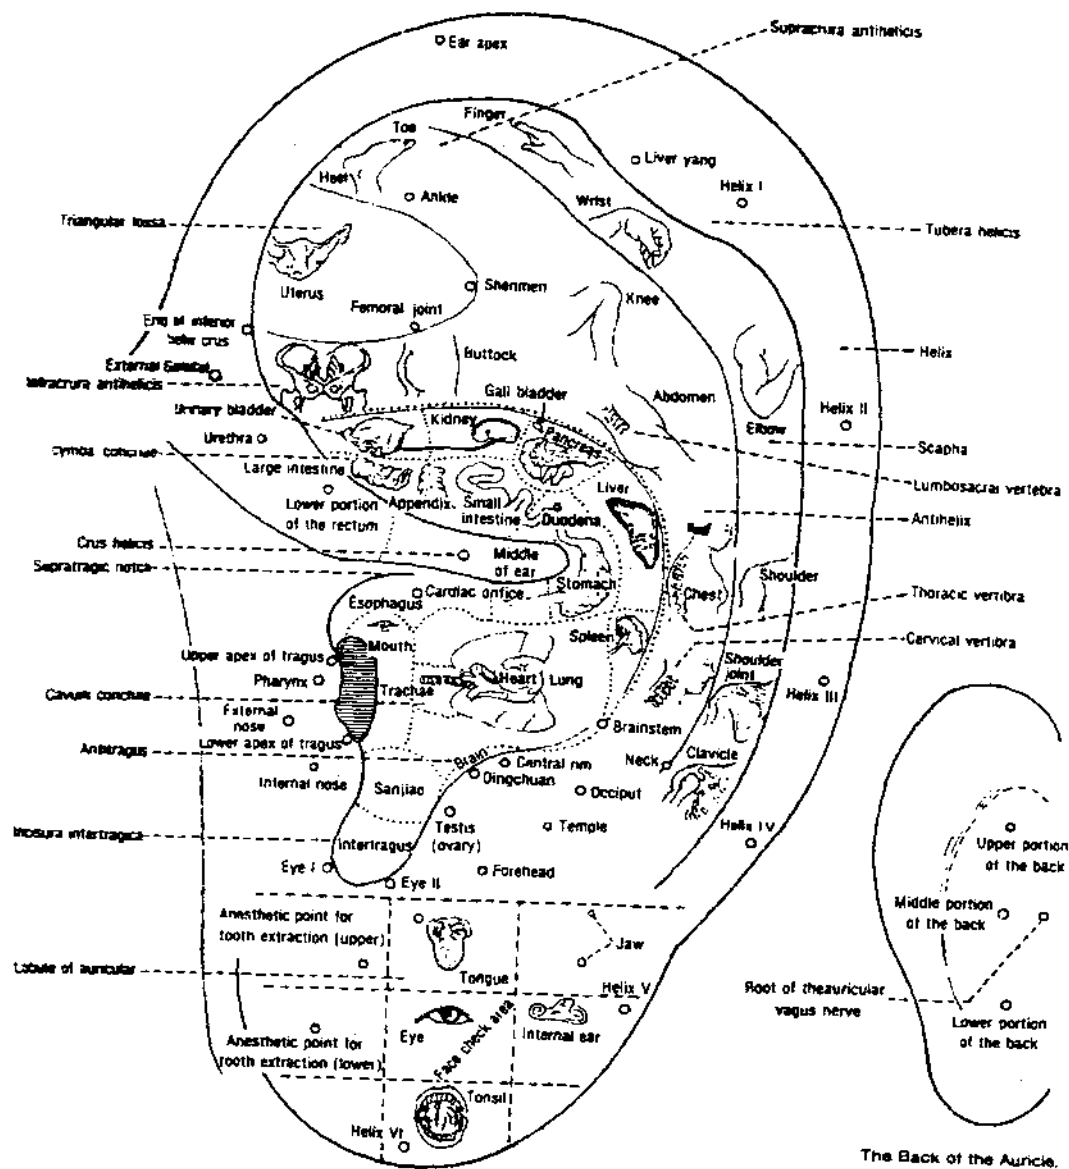 Supracrura antihelicis
Ear apex
Finger
Toe
Liver yang
Heel
Ankle
Helix I
Wrist
Triangular fossa
Tubera helicis
Uterus
Shenmen
Knee
Femoral joint
End of inferior
helix crus
Helix
Buttock
External Genital
Infracrura antihelicis
Gall bladder
Abdomen
Urinary bladder
Kidney
Helix II
Pancreas
Elbow
Urethra
Scapha
Cymba conchae
Large intestine
Liver
Lumbosacral vertebra
Lower portion
of the rectum
Appendix
Small
intestine
Duodena
Antihelix
Crus helicis
Middle
of ear
Supratragic notch
Stomach
Shoulder
Cardiac orifice
Chest
Thoracic vertibra
Esophagus
Spleen
Mouth
Cervical vertibra
Upper apex of tragus
Shoulder
joint
Pharynx
Heart
Lung
Helix III
Cavum conchae
Trachae
External
nose
Brainstem
Lower apex of tragus
Antitragus
Brain
Central rim
Neck
Clavicle
Internal nose
Sanjiao
Dingchuan
Occiput
Testis
(ovary)
Temple
Helix IV
Incisura intertragica
Intertragus
Upper portion
of the back
Eye I
Forehead
Eye II
Middle portion
of the back
Anesthetic point for
tooth extraction (upper)
Jaw
Lobule of auricular
Tongue
Helix V
Root of theauricular
vagus nerve
Eye
Face check area
Internal ear
Lower portion
of the back
Anesthetic point for
tooth extraction (lower)
Tonsil
Helix VI
The Back of the Auricle.